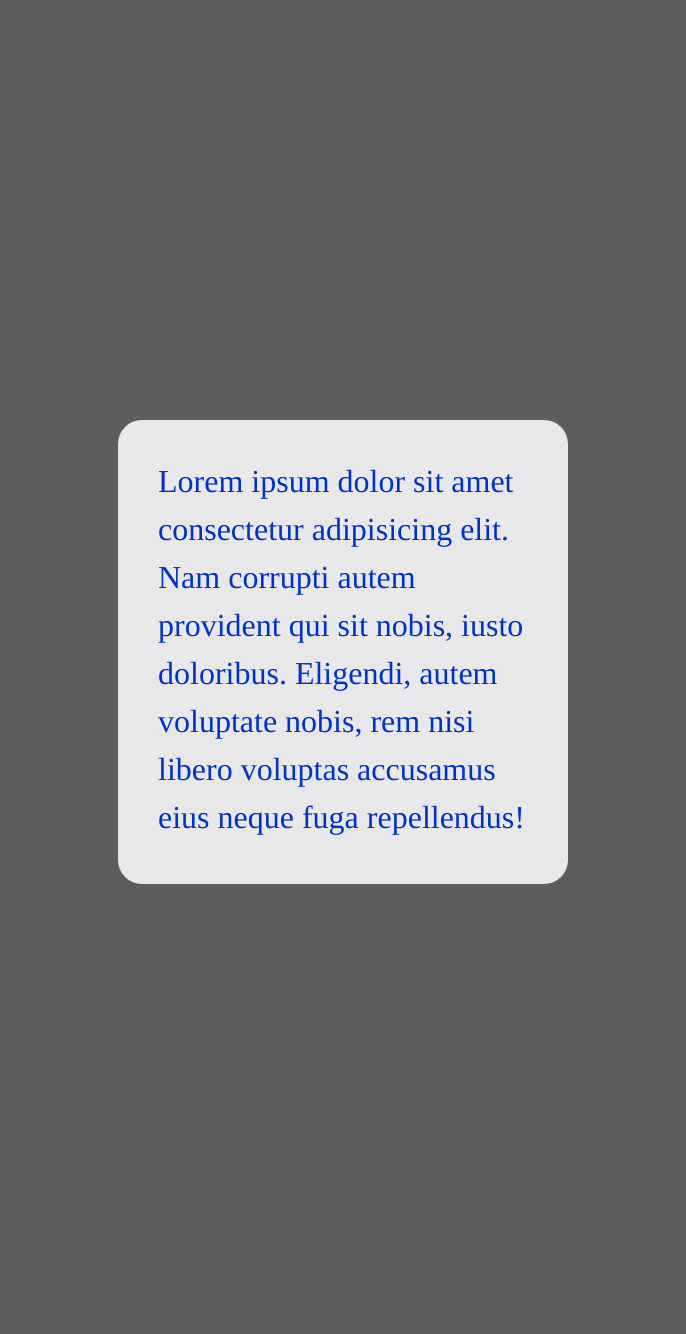 Lorem ipsum dolor sit amet
consectetur adipisicing elit.
Nam corrupti autem
provident qui sit nobis, iusto
doloribus. Eligendi, autem
voluptate nobis, rem nisi
libero voluptas accusamus
eius neque fuga repellendus!